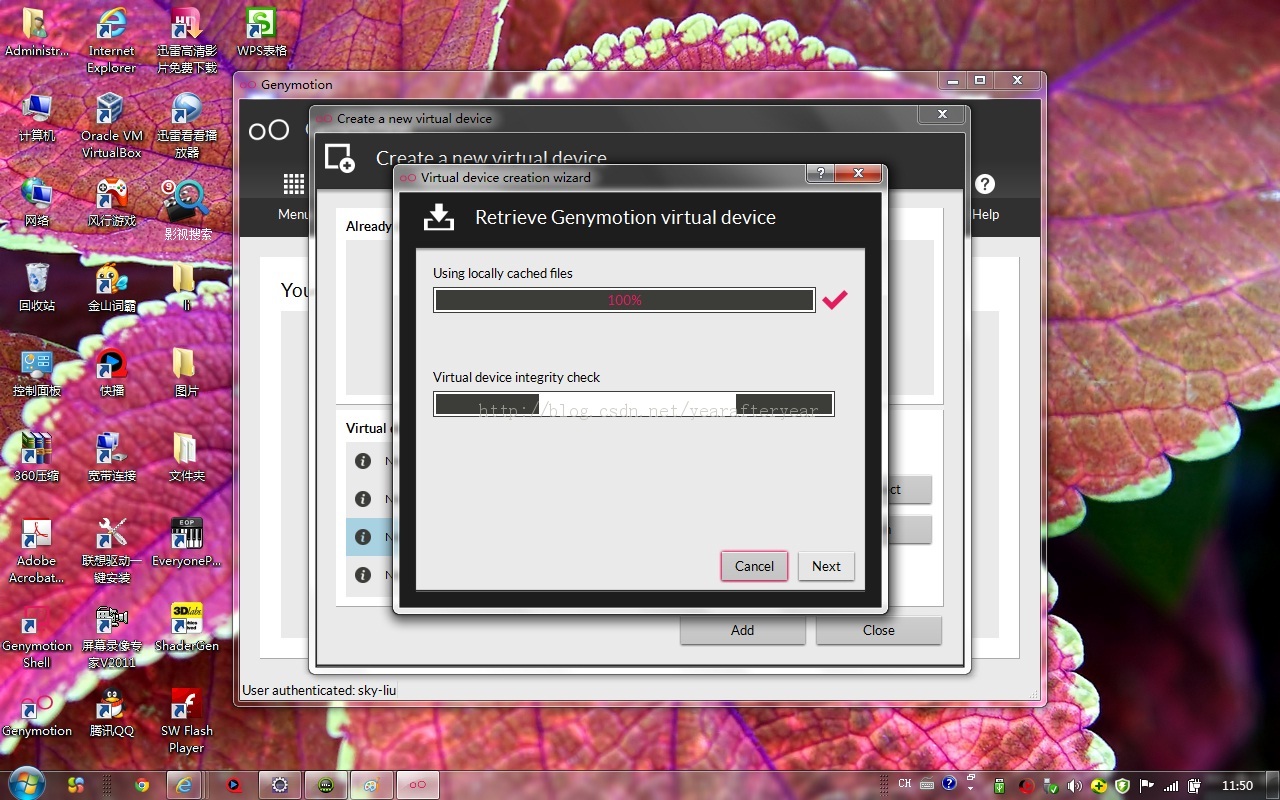 Administr...
Internet
Explorer
迅雷高清影
片免费下载
WPS表格
计算机
Oracle VM
VirtualBox
迅雷看看播
放器
网络
风行游戏
影视搜索
回收站
金山词霸
li
控制面板
快播
图片
360压缩
宽带连接
文件夹
Adobe
Acrobat...
联想驱动一
键安装
EOP
EveryoneP...
Genymotion
Shell
屏幕录像专
家V2011
3Dlabs
ShaderGen
Genymotion
腾讯QQ
SW Flash
Player
Genymotion
Create a new virtual device
Create a new virtual device
Menu
Help
You
Already
Virtual
Virtual device creation wizard
?
Retrieve Genymotion virtual device
Using locally cached files
100%
Virtual device integrity check
http://blog.csdn.net/yearafteryear
N
N
N
N
ct
Cancel
Next
Add
Close
User authenticated: sky-liu
CH
11:50